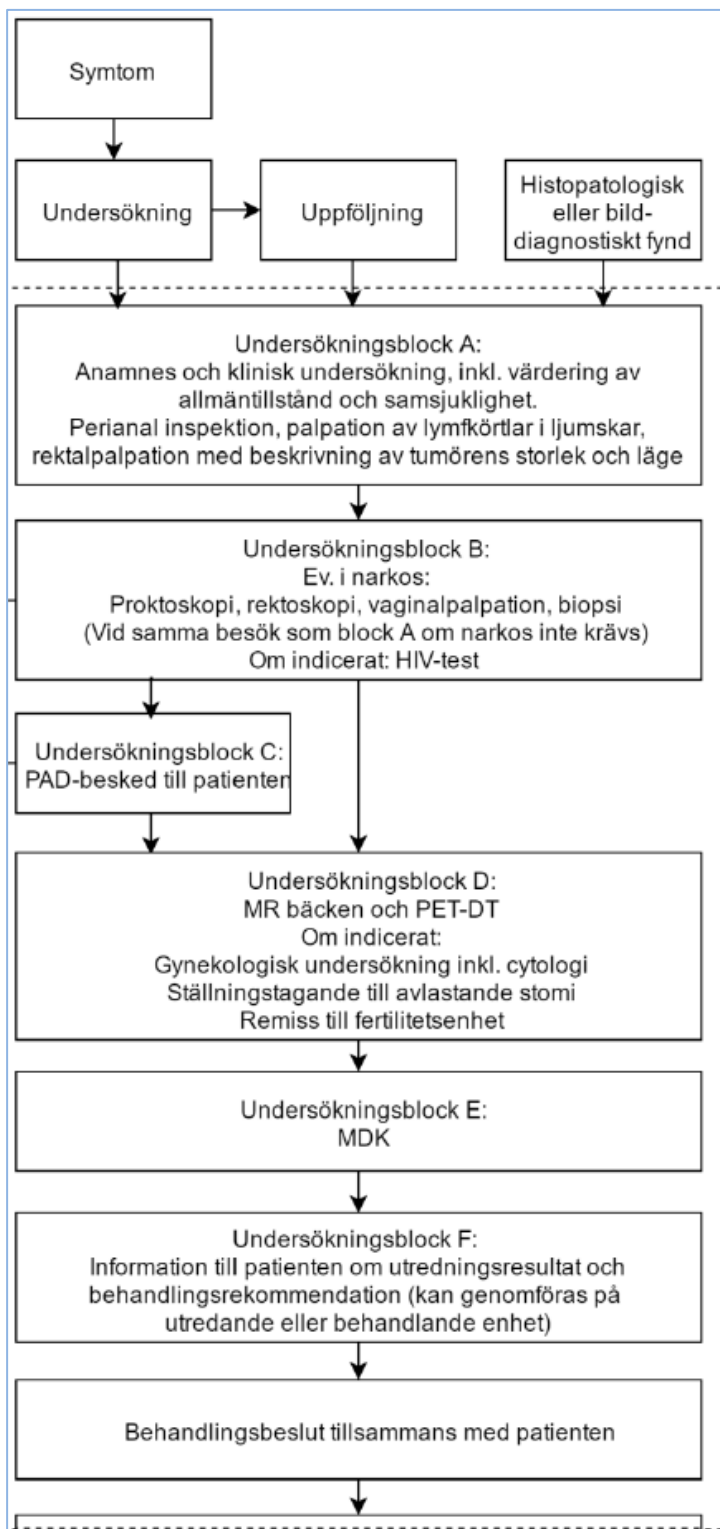 Symtom
Undersökning
Uppföljning
Histopatologisk
eller bild-
diagnostiskt fynd
Undersökningsblock A:
Anamnes och klinisk undersökning, inkl. värdering av
allmäntillstånd och samsjuklighet.
Perianal inspektion, palpation av lymfkörtlar i ljumskar,
rektalpalpation med beskrivning av tumörens storlek och läge
Undersökningsblock B:
Ev. i narkos:
Proktoskopi, rektoskopi, vaginalpalpation, biopsi
(Vid samma besök som block A om narkos inte krävs)
Om indicerat: HIV-test
Undersökningsblock C:
PAD-besked till patienten
Undersökningsblock D:
MR bäcken och PET-DT
Om indicerat:
Gynekologisk undersökning inkl. cytologi
Ställningstagande till avlastande stomi
Remiss till fertilitetsenhet
Undersökningsblock E:
MDK
Undersökningsblock F:
Information till patienten om utredningsresultat och
behandlingsrekommendation (kan genomföras på
utredande eller behandlande enhet)
Behandlingsbeslut tillsammans med patienten